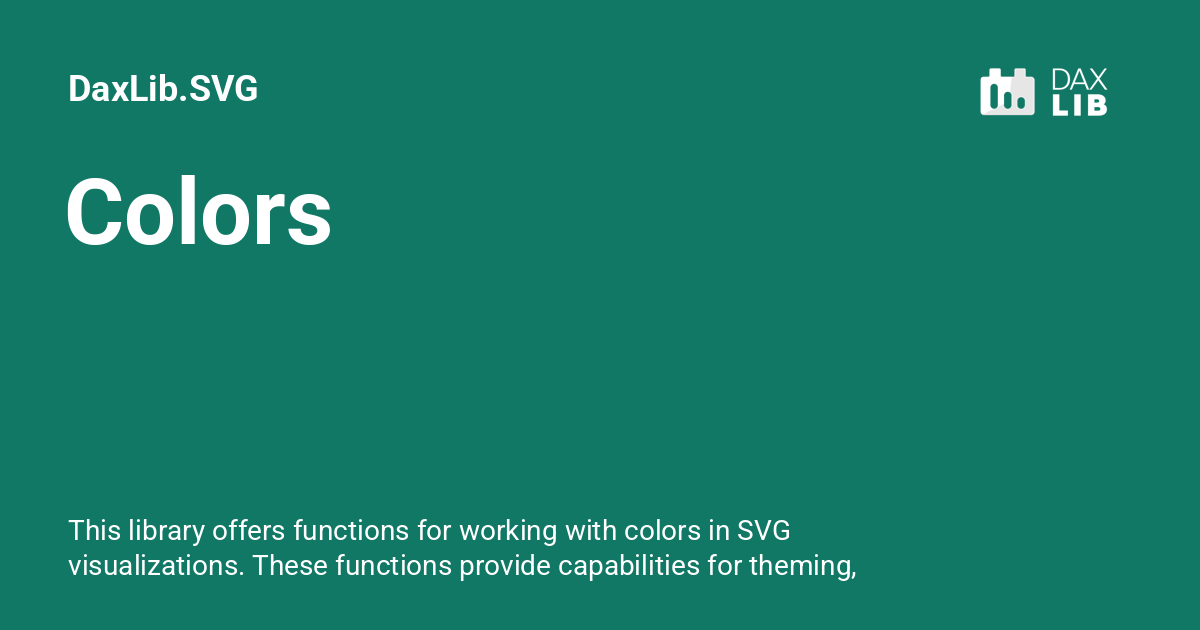 DaxLib.SVG
DAX
LIB
Colors
This library offers functions for working with colors in SVG
visualizations. These functions provide capabilities for theming,